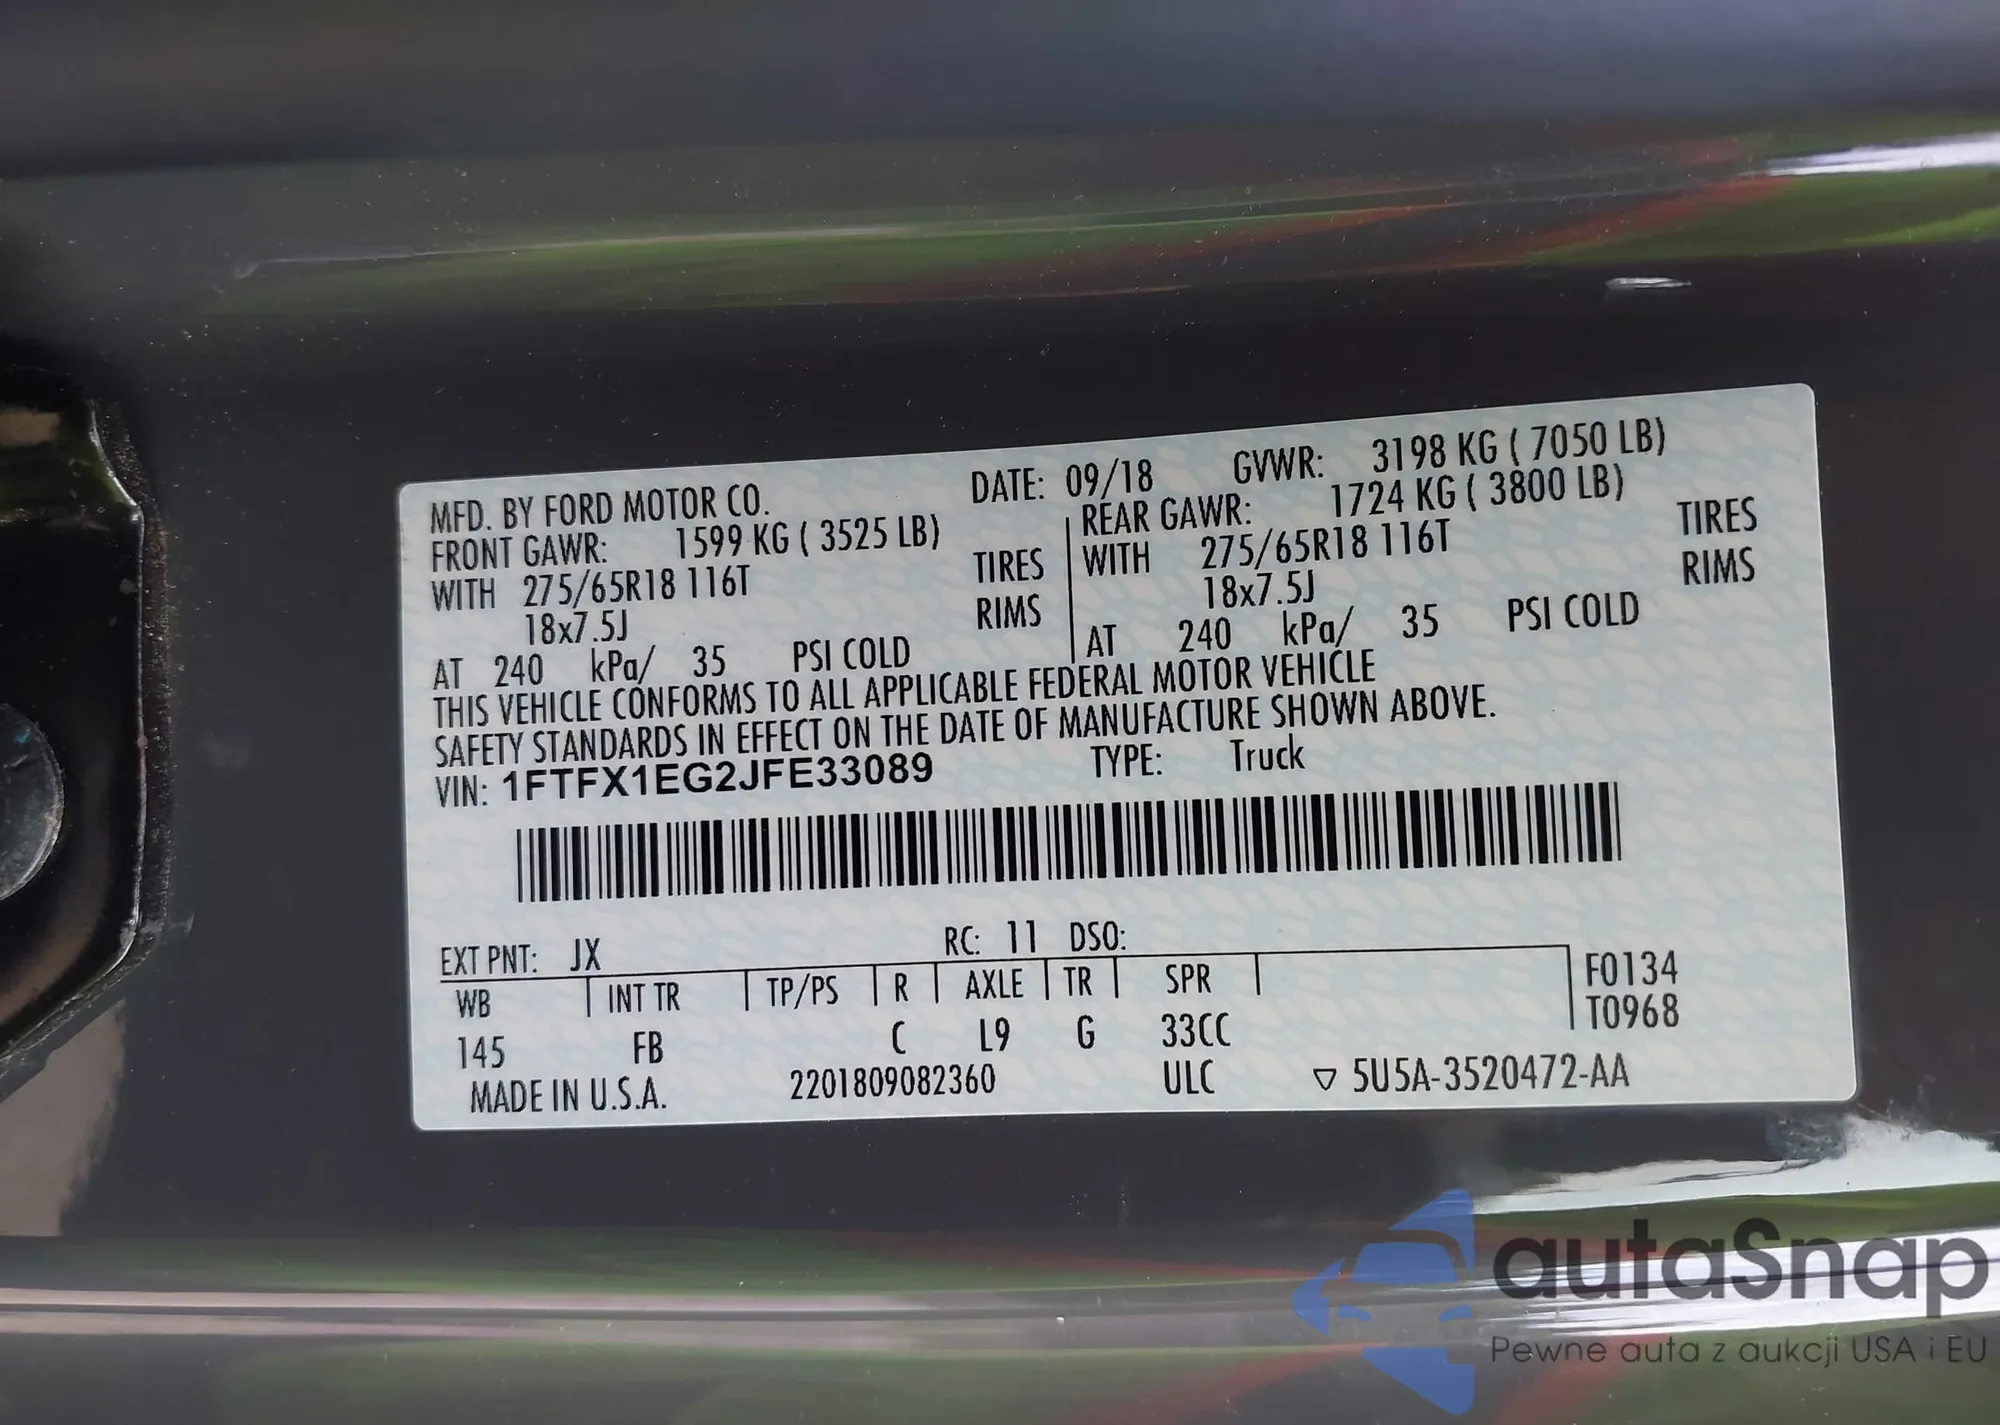 MFD. BY FORD MOTOR CO. DATE: 09/18 GVWR: 3198 KG ( 7050 LB)
FRONT GAWR: 1599 KG ( 3525 LB) REAR GAWR: 1724 KG ( 3800 LB)
WITH 275/65R18 116T TIRES WITH 275/65R18 116T TIRES
18x7.5J RIMS 18x7.5J RIMS
AT 240 kPa/ 35 PSI COLD AT 240 kPa/ 35 PSI COLD
THIS VEHICLE CONFORMS TO ALL APPLICABLE FEDERAL MOTOR VEHICLE
SAFETY STANDARDS IN EFFECT ON THE DATE OF MANUFACTURE SHOWN ABOVE.
VIN: 1FTFX1EG2JFE33089 TYPE: Truck
EXT PNT: JX RC: 11 DSO:
WB INT TR TP/PS R AXLE TR SPR F0134
T0968
145 FB C L9 G 33CC
MADE IN U.S.A. 2201809082360 ULC ▽ 5U5A-3520472-AA
autaSnap
Pewne auta z aukcji USA i EU